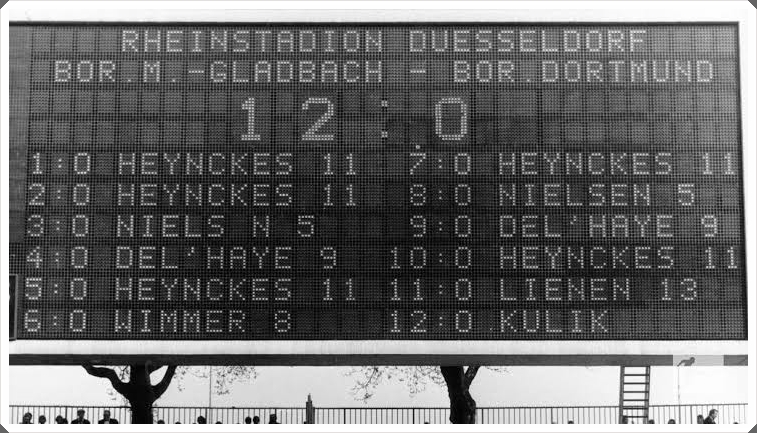 RHEINSTADION DUESSELDORF
BOR.M.-GLADBACH - BOR.DORTMUND
12:0
1:0 HEYNCKES 11 7:0 HEYNCKES 11
2:0 HEYNCKES 11 8:0 NIELSEN 5
3:0 NIELS N 5 9:0 DEL'HAYE 9
4:0 DEL'HAYE 9 10:0 HEYNCKES 11
5:0 HEYNCKES 11 11:0 LIENEN 13
6:0 WIMMER 8 12:0 KULIK